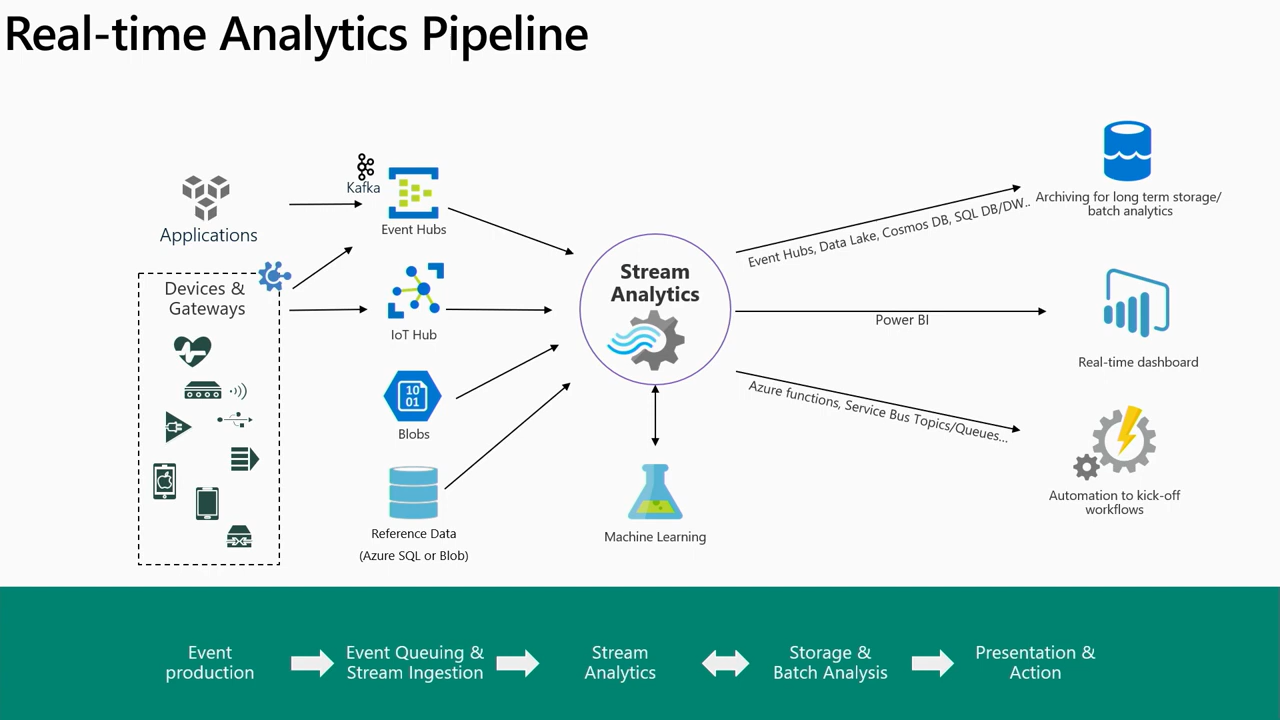 Real-time Analytics Pipeline
Kafka
Applications
Event Hubs
Devices &
Gateways
IoT Hub
10
01
Blobs
Reference Data
(Azure SQL or Blob)
Stream
Analytics
Machine Learning
Event Hubs, Data Lake, Cosmos DB, SQL DB/DW..
Archiving for long term storage/
batch analytics
Power BI
Real-time dashboard
Azure functions, Service Bus Topics/Queues...
Automation to kick-off
workflows
Event
production
Event Queuing &
Stream Ingestion
Stream
Analytics
Storage &
Batch Analysis
Presentation &
Action